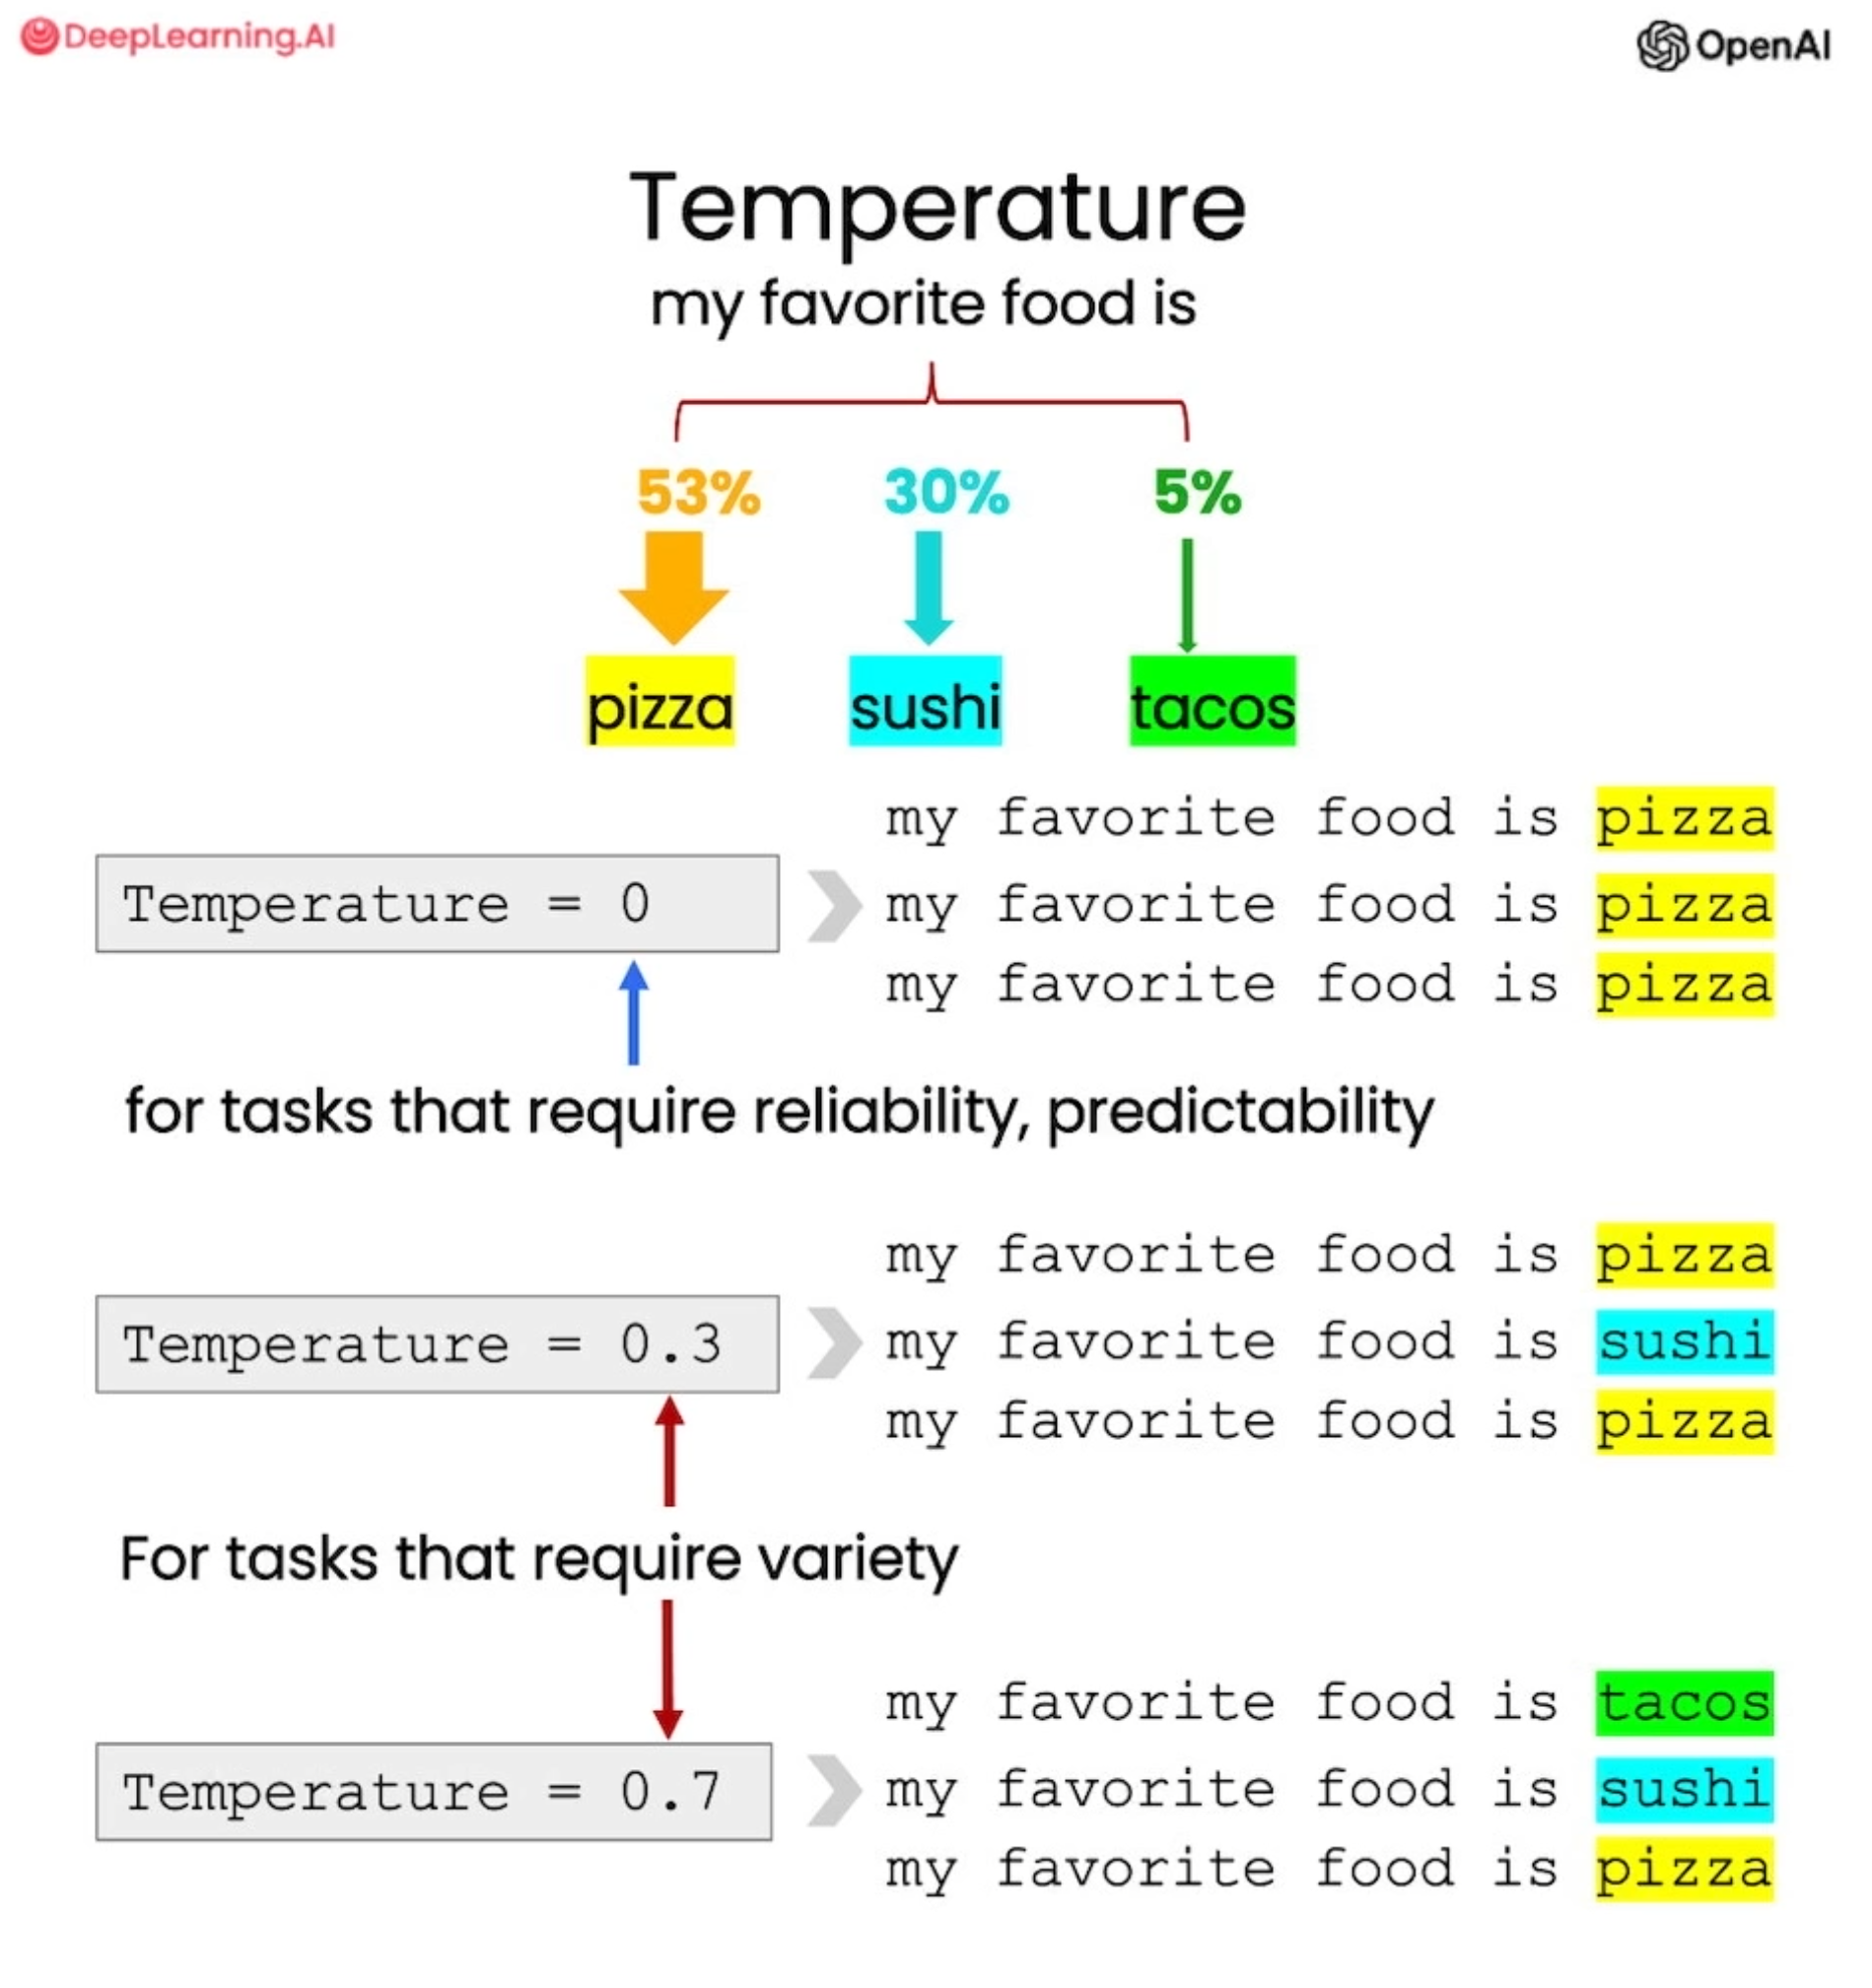 DeepLearning.AI
OpenAI
Temperature
my favorite food is
53% 30% 5%
pizza sushi tacos
my favorite food is pizza
Temperature = 0
my favorite food is pizza
my favorite food is pizza
for tasks that require reliability, predictability
my favorite food is pizza
Temperature = 0.3
my favorite food is sushi
my favorite food is pizza
For tasks that require variety
my favorite food is tacos
Temperature = 0.7
my favorite food is sushi
my favorite food is pizza